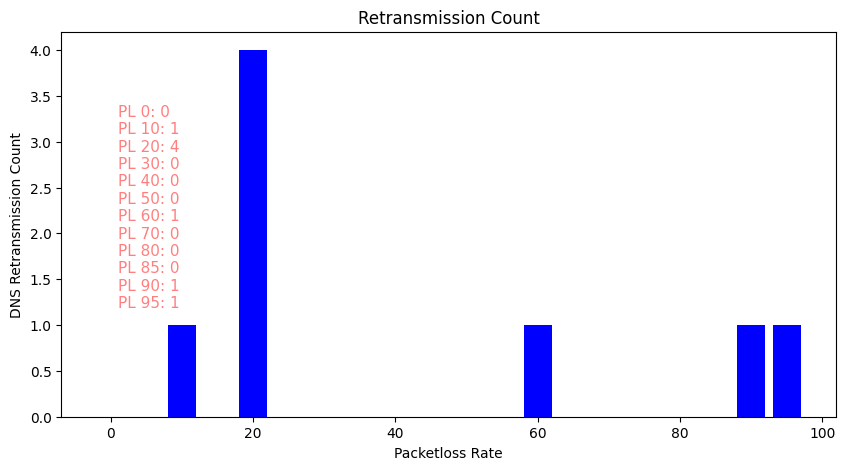 Retransmission Count
DNS Retransmission Count
4.0
3.5
3.0
2.5
2.0
1.5
1.0
0.5
0.0
PL 0: 0
PL 10: 1
PL 20: 4
PL 30: 0
PL 40: 0
PL 50: 0
PL 60: 1
PL 70: 0
PL 80: 0
PL 85: 0
PL 90: 1
PL 95: 1
0 20 40 60 80 100
Packetloss Rate